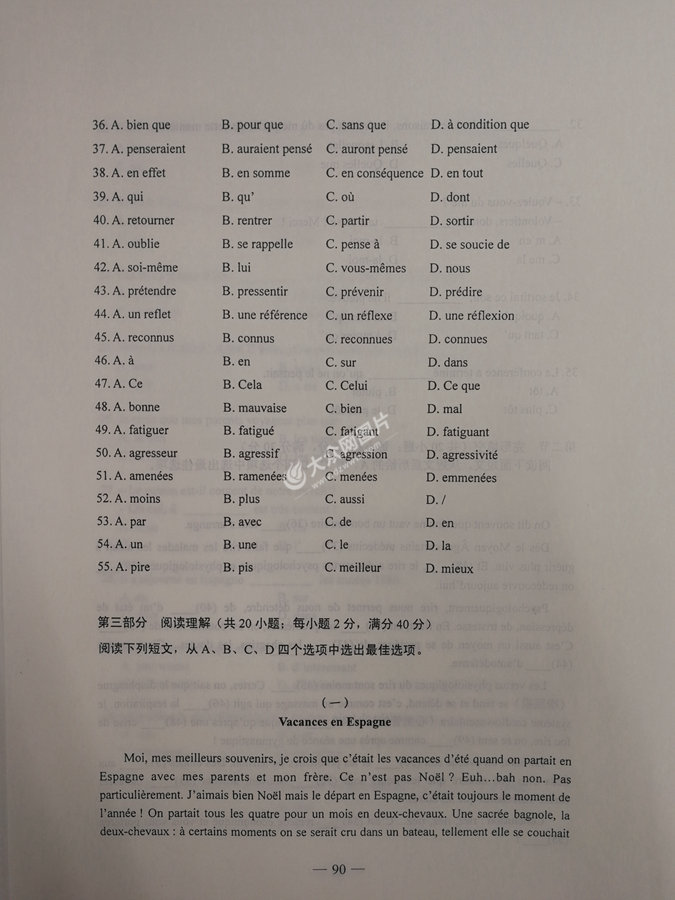 36. A. bien que B. pour que C. sans que D. à condition que
37. A. penseraient B. auraient pensé C. auront pensé D. pensaient
38. A. en effet B. en somme C. en conséquence D. en tout
39. A. qui B. qu’ C. où D. dont
40. A. retourner B. rentrer C. partir D. sortir
41. A. oublie B. se rappelle C. pense à D. se soucie de
42. A. soi-même B. lui C. vous-mêmes D. nous
43. A. prétendre B. pressentir C. prévenir D. prédire
44. A. un reflet B. une référence C. un réflexe D. une réflexion
45. A. reconnus B. connus C. reconnues D. connues
46. A. à B. en C. sur D. dans
47. A. Ce B. Cela C. Celui D. Ce que
48. A. bonne B. mauvaise C. bien D. mal
49. A. fatiguer B. fatigué C. fatigant D. fatiguant
50. A. agresseur B. agressif C. agression D. agressivité
51. A. amenées B. ramenées C. menées D. emmenées
52. A. moins B. plus C. aussi D. /
53. A. par B. avec C. de D. en
54. A. un B. une C. le D. la
55. A. pire B. pis C. meilleur D. mieux
大众网图片
第三部分 阅读理解（共 20 小题；每小题 2 分，满分 40 分）
阅读下列短文，从 A、B、C、D 四个选项中选出最佳选项。
（一）
Vacances en Espagne
Moi, mes meilleurs souvenirs, je crois que c’était les vacances d’été quand on partait en
Espagne avec mes parents et mon frère. Ce n’est pas Noël ? Euh…bah non. Pas
particulièrement. J’aimais bien Noël mais le départ en Espagne, c’était toujours le moment de
l’année ! On partait tous les quatre pour un mois en deux-chevaux. Une sacrée bagnole, la
deux-chevaux : à certains moments on se serait cru dans un bateau, tellement elle se couchait
— 90 —